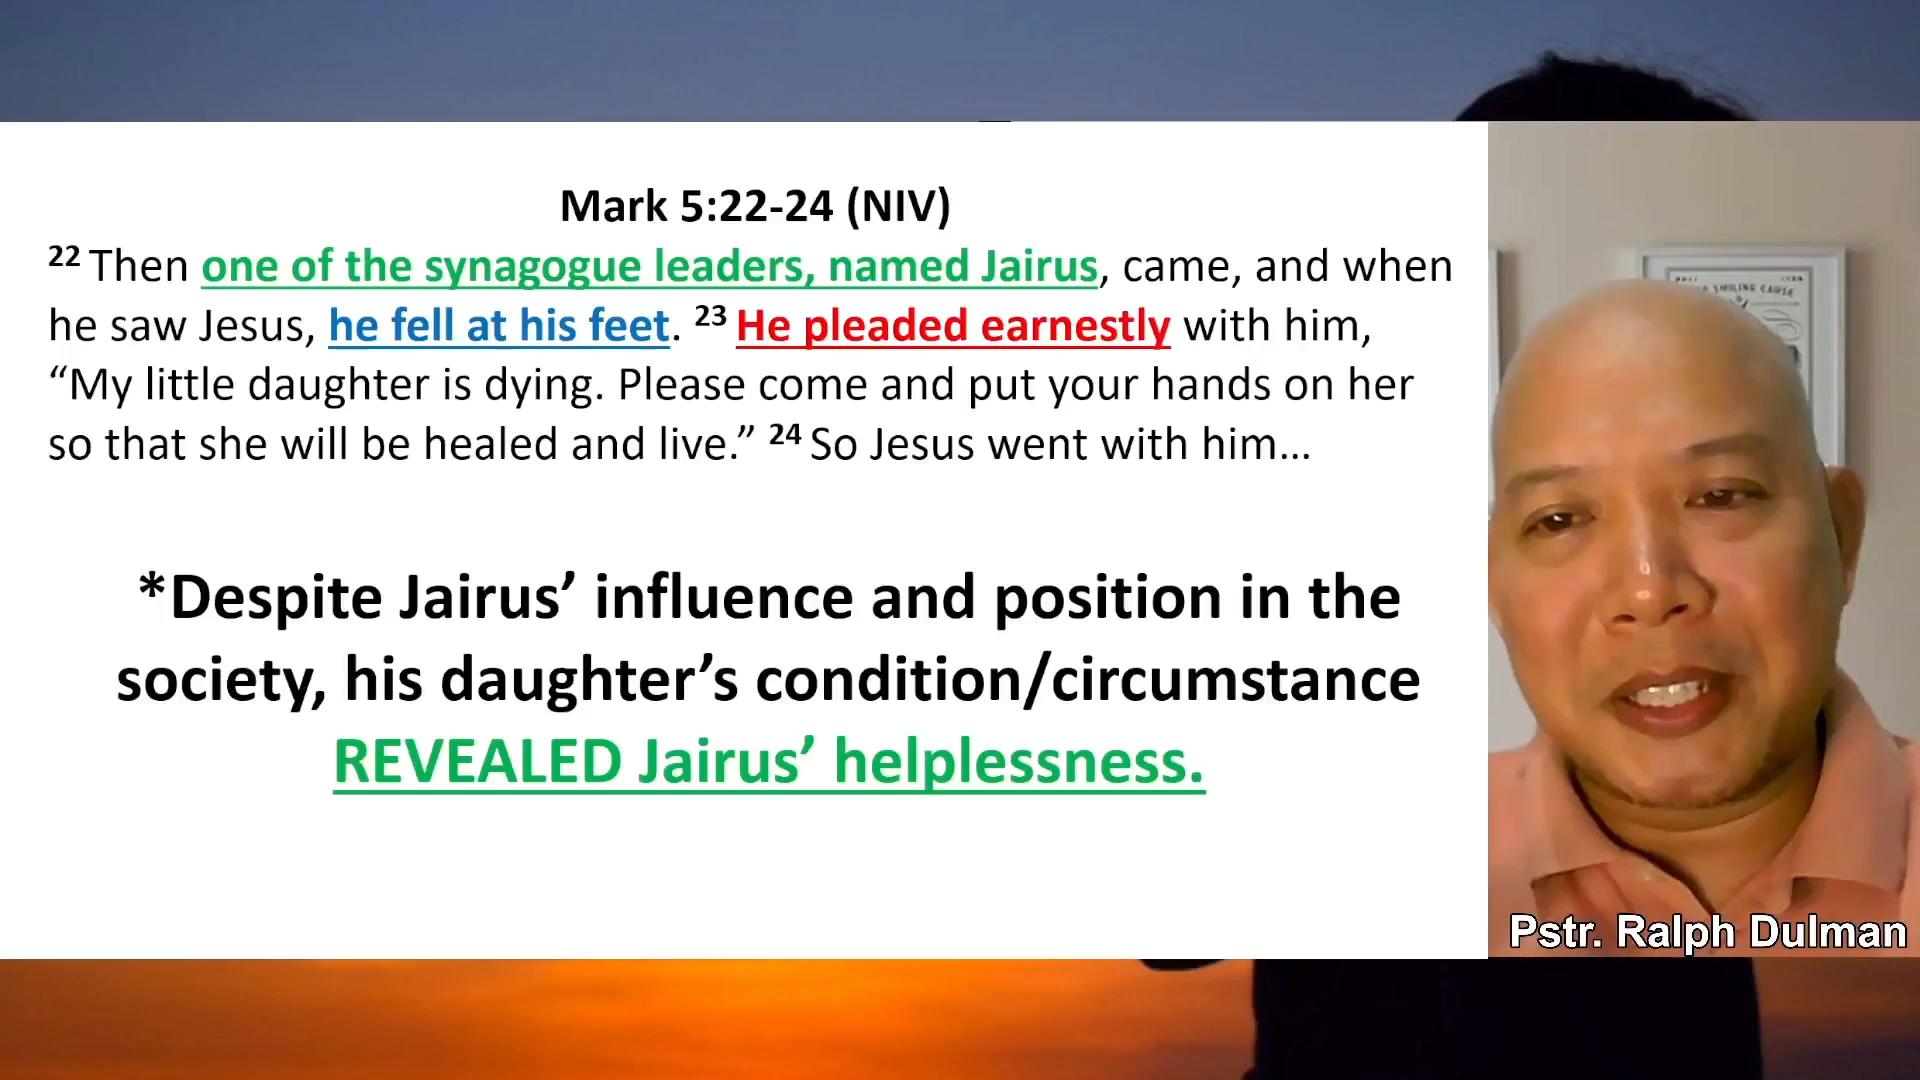 Mark 5:22-24 (NIV)
22 Then one of the synagogue leaders, named Jairus, came, and when
he saw Jesus, he fell at his feet. 23 He pleaded earnestly with him,
“My little daughter is dying. Please come and put your hands on her
so that she will be healed and live.” 24 So Jesus went with him…
*Despite Jairus’ influence and position in the
society, his daughter’s condition/circumstance
REVEALED Jairus’ helplessness.
SMILING CAUSE
Pstr. Ralph Dulman